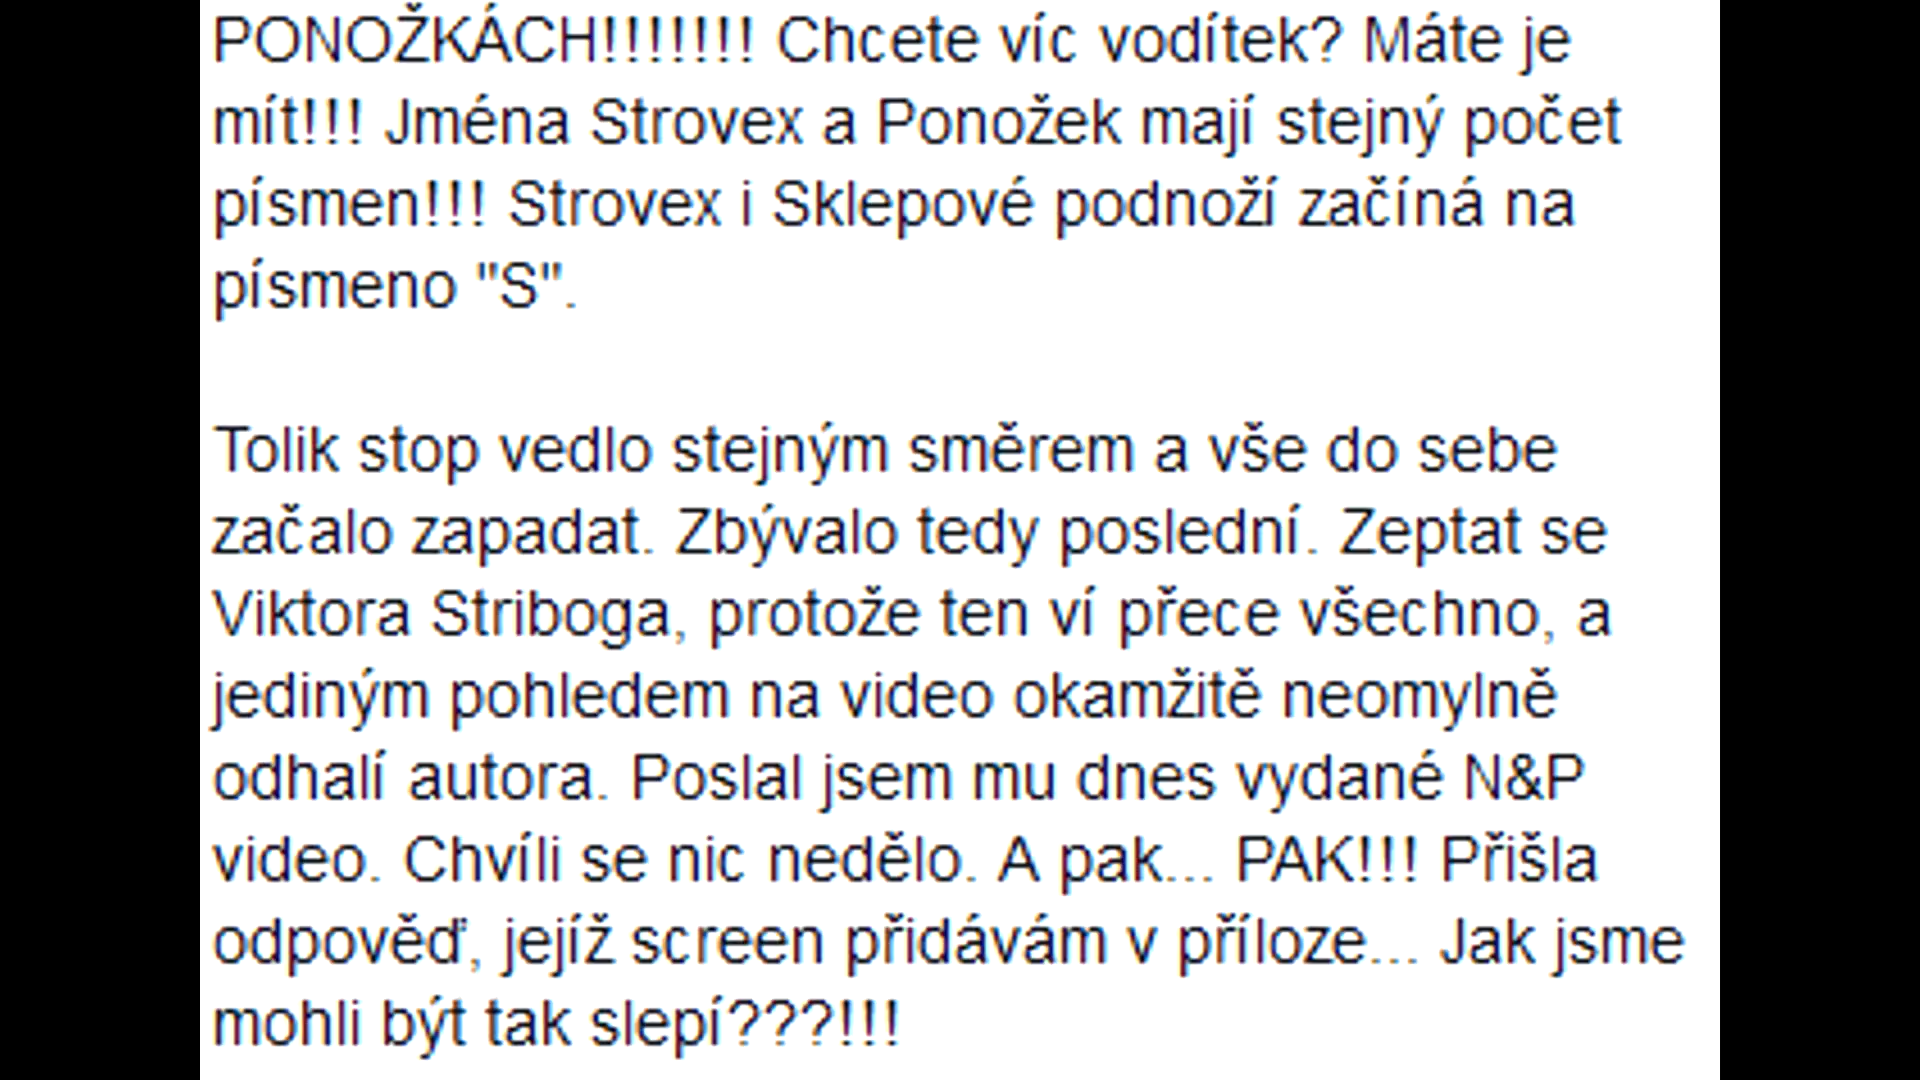 PONOŽKÁCH!!!!!!! Chcete víc vodítek? Máte je
mít!!! Jména Strovex a Ponožek mají stejný počet
písmen!!! Strovex i Sklepové podnoží začíná na
písmeno "S".
Tolik stop vedlo stejným směrem a vše do sebe
začalo zapadat. Zbývalo tedy poslední. Zeptat se
Viktora Striboga, protože ten ví přece všechno, a
jediným pohledem na video okamžitě neomylně
odhalí autora. Poslal jsem mu dnes vydané N&P
video. Chvíli se nic nedělo. A pak... PAK!!! Přišla
odpověď, jejíž screen přidávám v příloze... Jak jsme
mohli být tak slepí???!!!